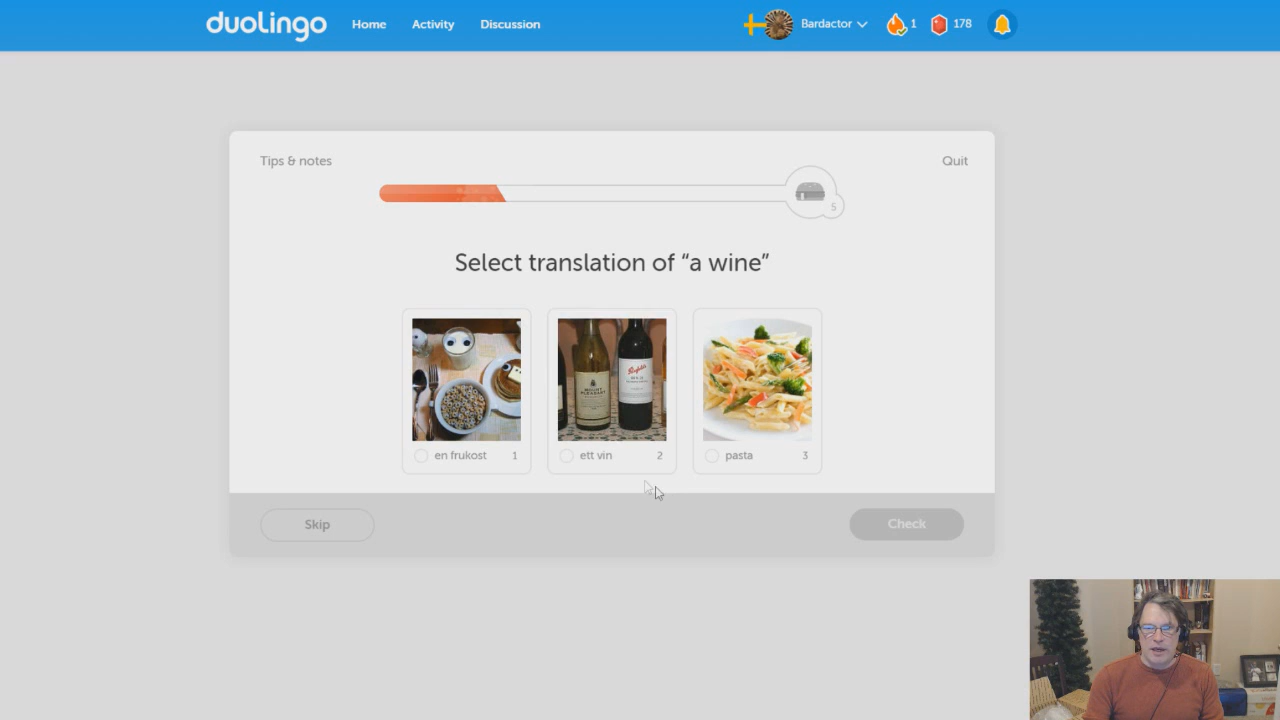 duolingo Home Activity Discussion Bardactor 1 178
Tips & notes Quit
5
Select translation of “a wine”
en frukost 1 ett vin 2 pasta 3
Skip Check